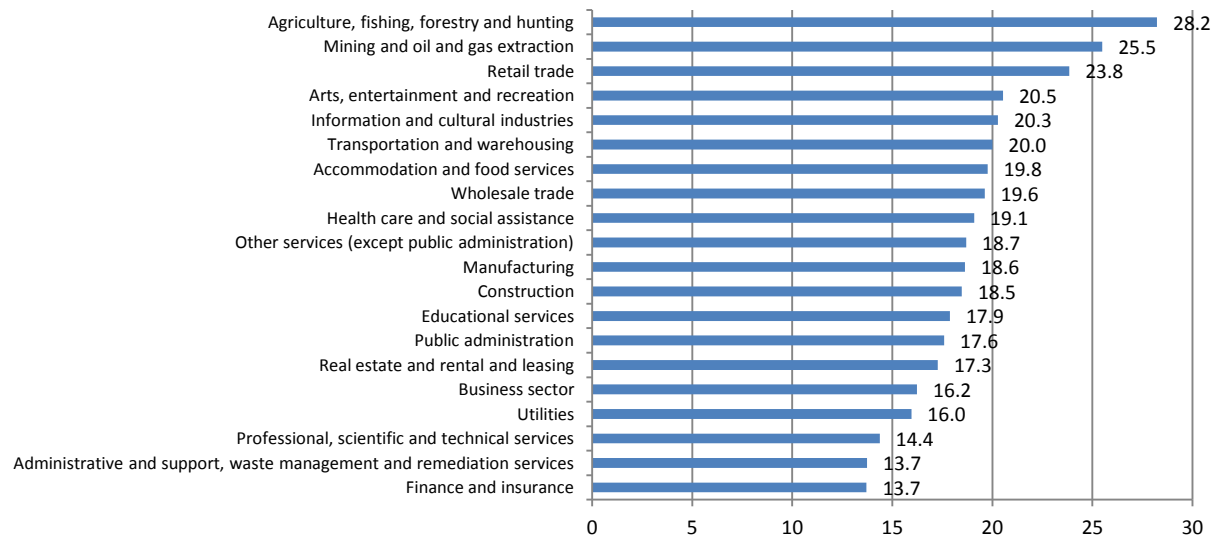 Agriculture, fishing, forestry and hunting 28.2
Mining and oil and gas extraction 25.5
Retail trade 23.8
Arts, entertainment and recreation 20.5
Information and cultural industries 20.3
Transportation and warehousing 20.0
Accommodation and food services 19.8
Wholesale trade 19.6
Health care and social assistance 19.1
Other services (except public administration) 18.7
Manufacturing 18.6
Construction 18.5
Educational services 17.9
Public administration 17.6
Real estate and rental and leasing 17.3
Business sector 16.2
Utilities 16.0
Professional, scientific and technical services 14.4
Administrative and support, waste management and remediation services 13.7
Finance and insurance 13.7
0 5 10 15 20 25 30